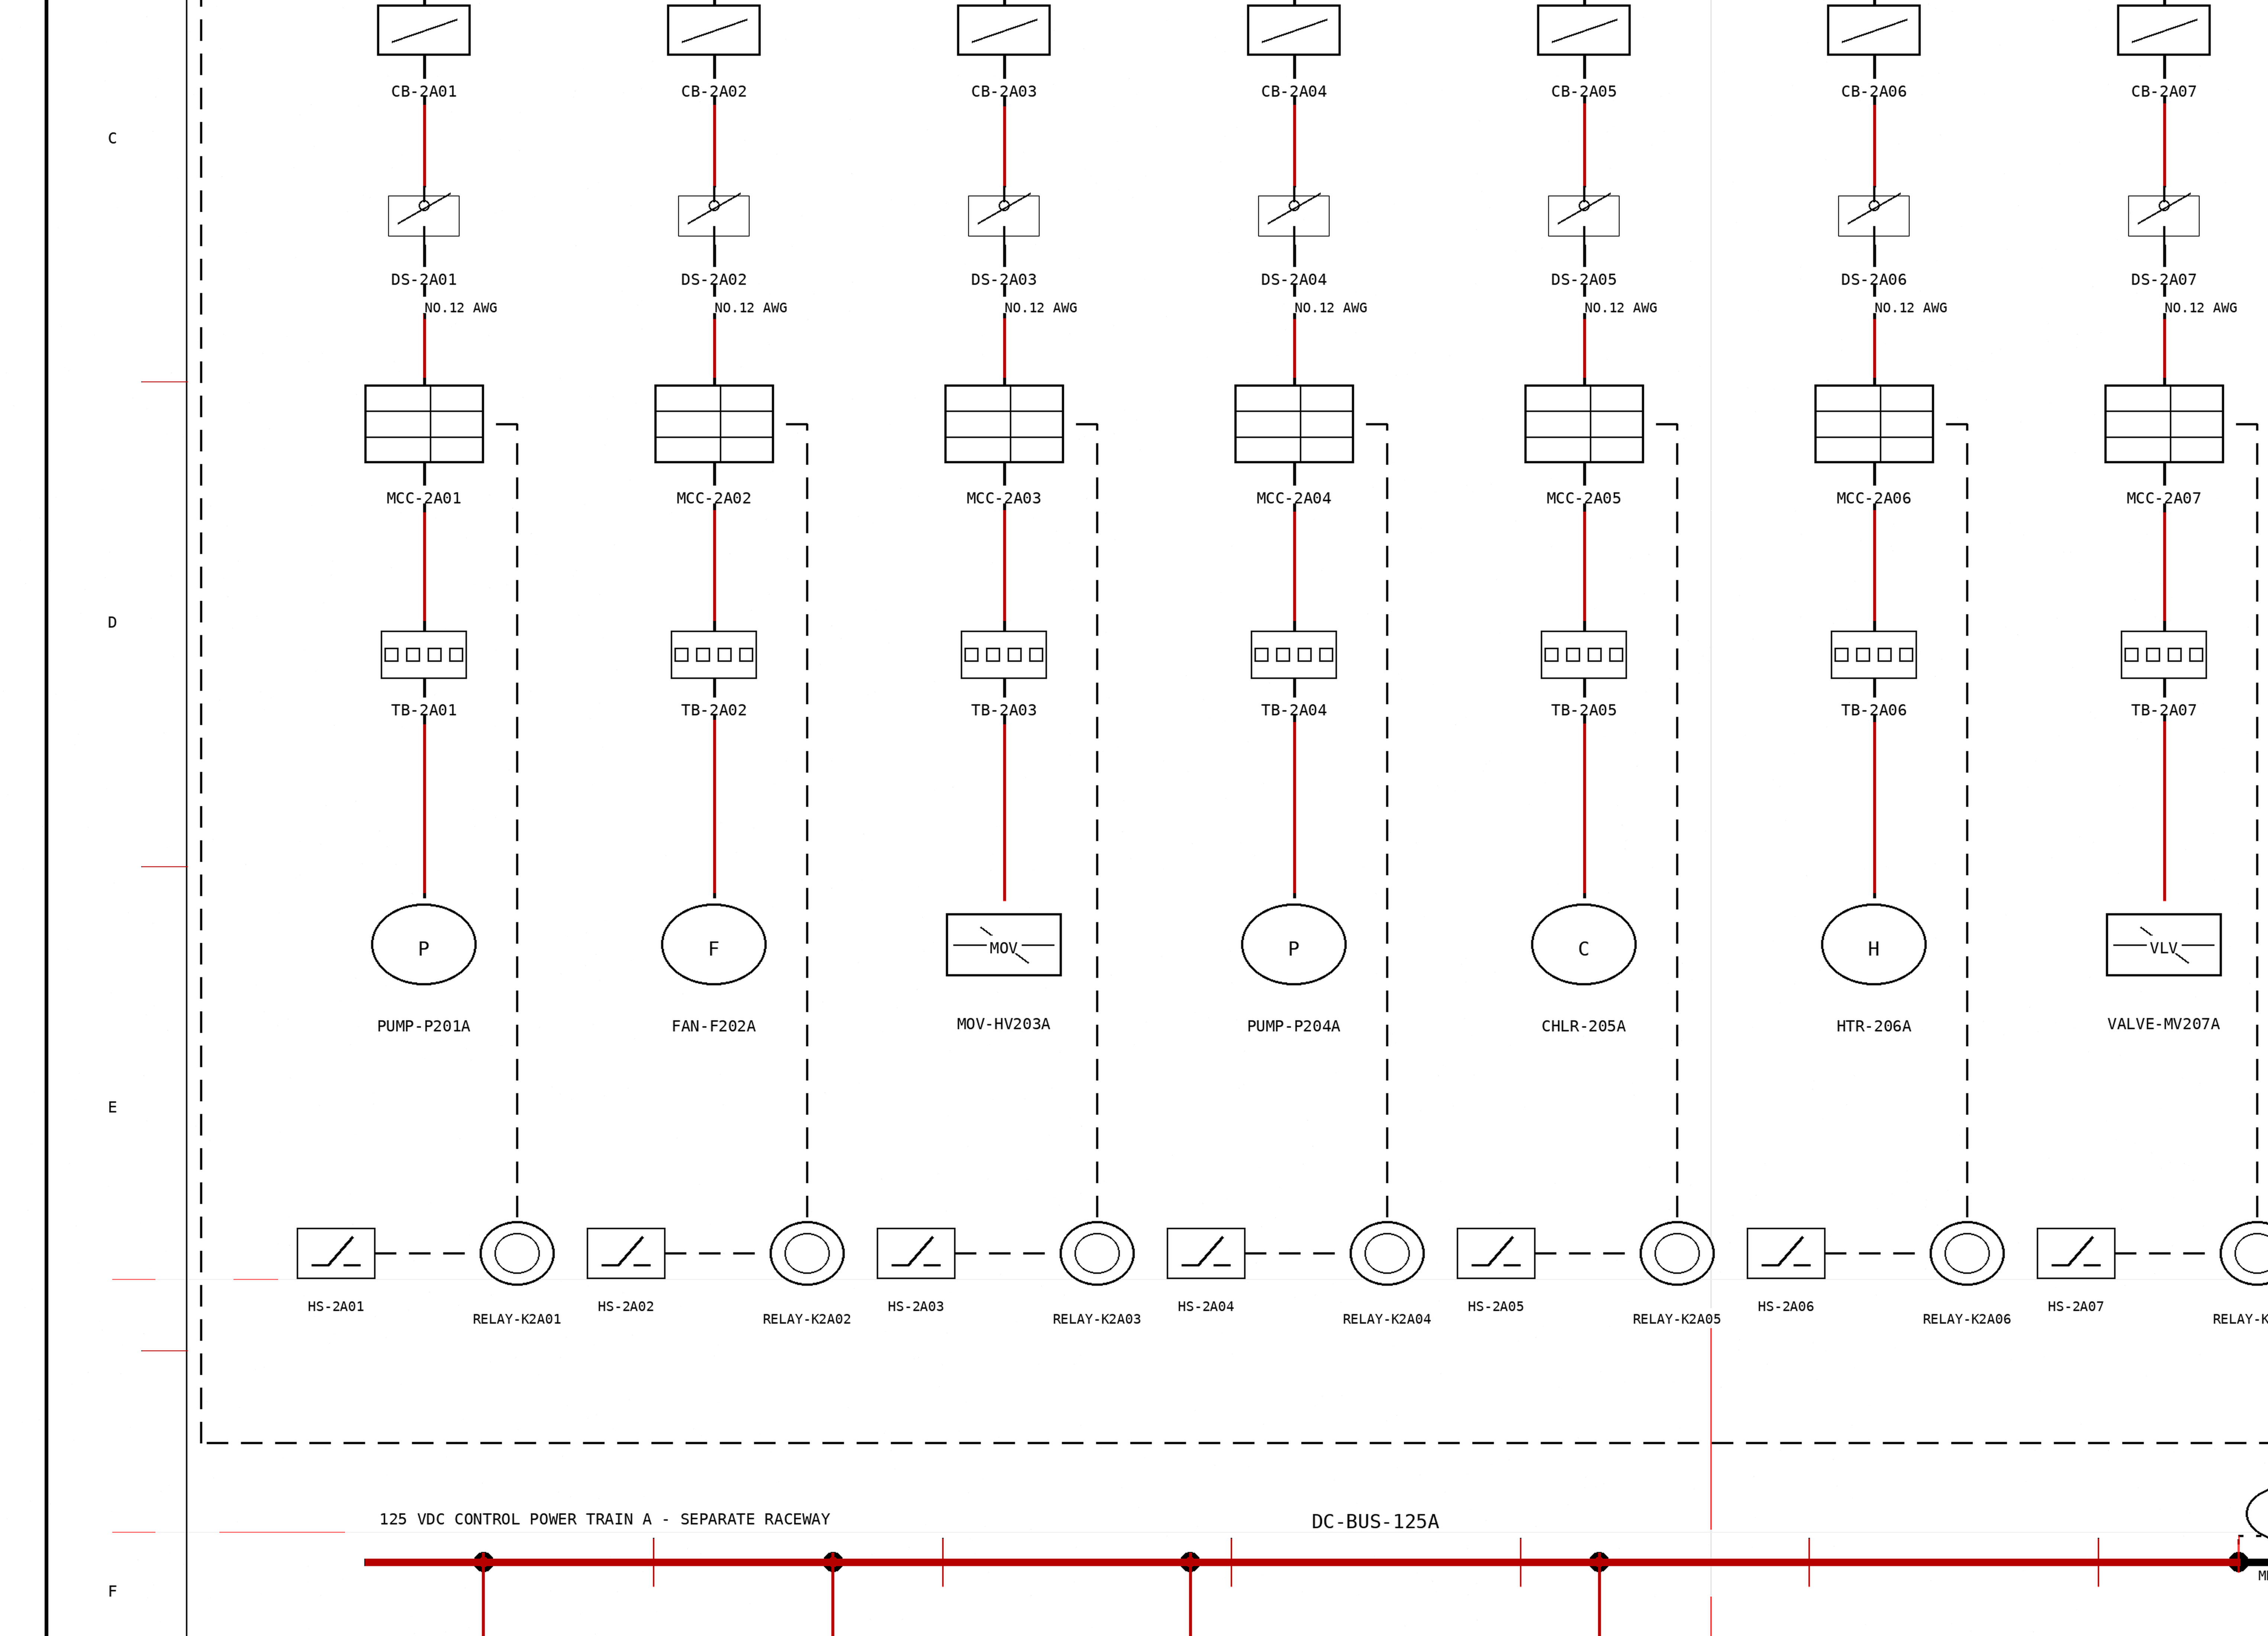 CB-2A01 CB-2A02 CB-2A03 CB-2A04 CB-2A05 CB-2A06 CB-2A07
C
DS-2A01 DS-2A02 DS-2A03 DS-2A04 DS-2A05 DS-2A06 DS-2A07
NO.12 AWG NO.12 AWG NO.12 AWG NO.12 AWG NO.12 AWG NO.12 AWG NO.12 AWG
MCC-2A01 MCC-2A02 MCC-2A03 MCC-2A04 MCC-2A05 MCC-2A06 MCC-2A07
D
TB-2A01 TB-2A02 TB-2A03 TB-2A04 TB-2A05 TB-2A06 TB-2A07
P F MOV P C H VLV
PUMP-P201A FAN-F202A MOV-HV203A PUMP-P204A CHLR-205A HTR-206A VALVE-MV207A
E
HS-2A01 HS-2A02 HS-2A03 HS-2A04 HS-2A05 HS-2A06 HS-2A07
RELAY-K2A01 RELAY-K2A02 RELAY-K2A03 RELAY-K2A04 RELAY-K2A05 RELAY-K2A06 RELAY-K
125 VDC CONTROL POWER TRAIN A - SEPARATE RACEWAY DC-BUS-125A
F